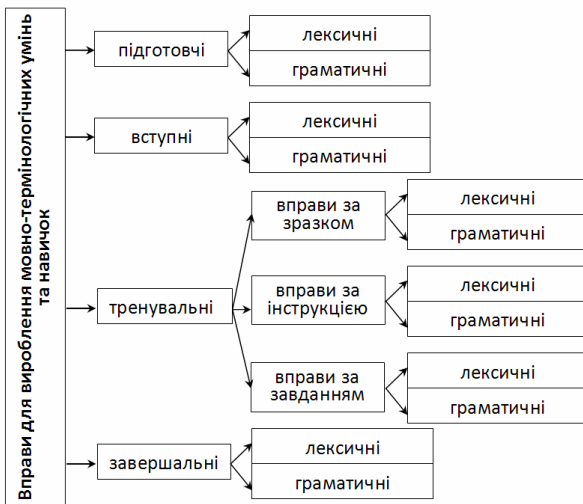 Вправи для вироблення мовно-термінологічних умінь
та навичок
підготовчі
лексичні
граматичні
вступні
лексичні
граматичні
тренувальні
вправи за
зразком
лексичні
граматичні
вправи за
інструкцією
лексичні
граматичні
вправи за
завданням
лексичні
граматичні
завершальні
лексичні
граматичні